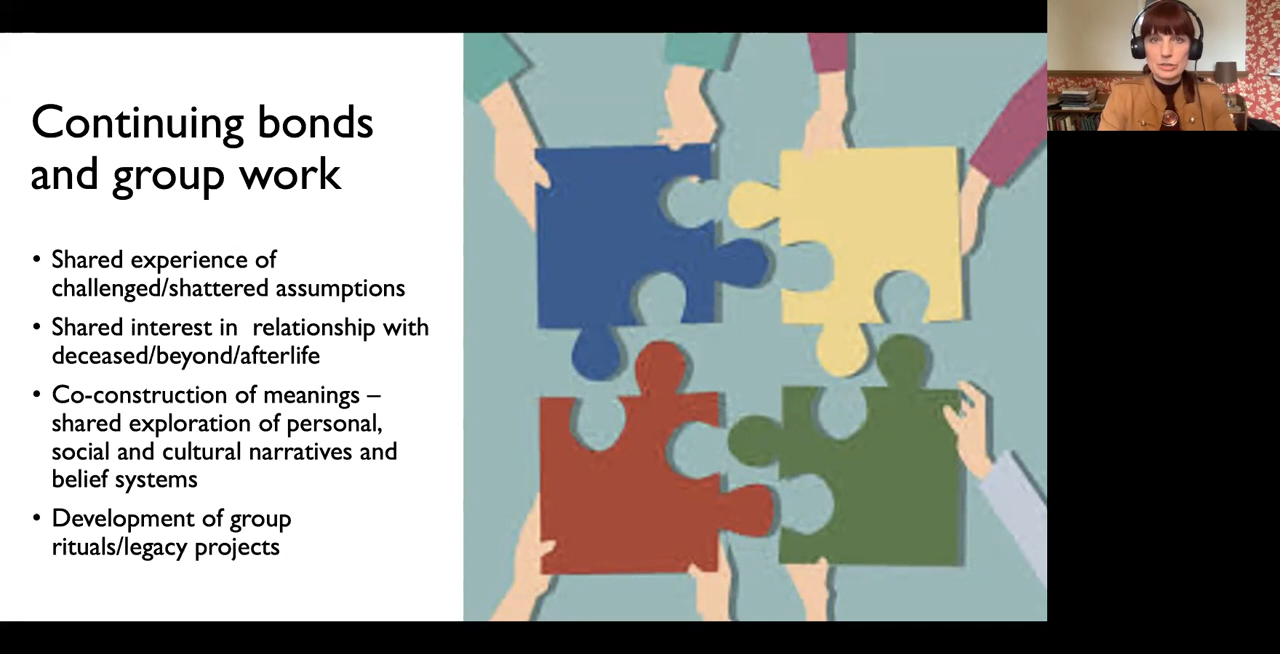 Continuing bonds
and group work
• Shared experience of
challenged/shattered assumptions
• Shared interest in  relationship with
deceased/beyond/afterlife
• Co-construction of meanings –
shared exploration of personal,
social and cultural narratives and
belief systems
• Development of group
rituals/legacy projects